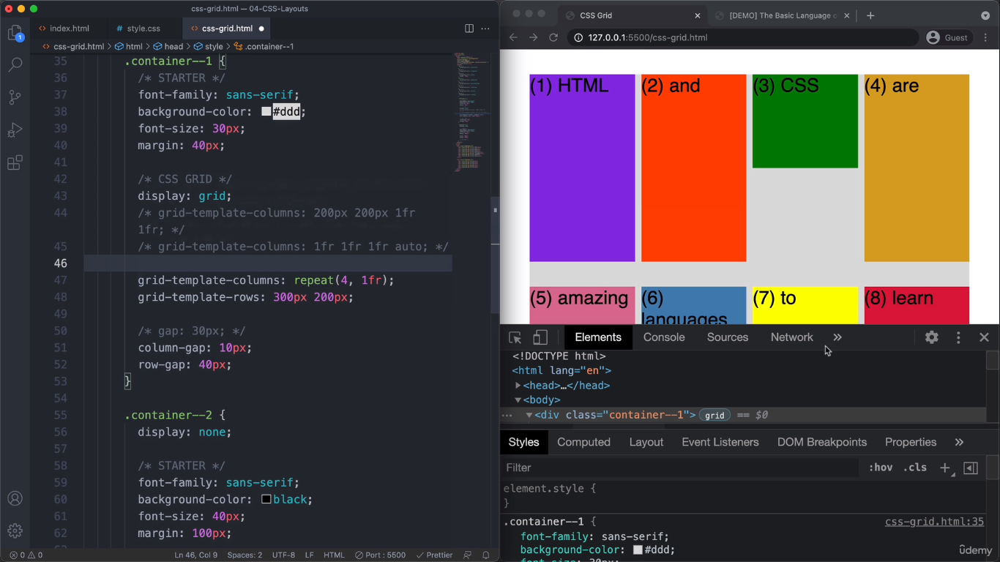 css-grid.html — 04-CSS-Layouts
index.html
# style.css
css-grid.html
css-grid.html > html > head > style > .container--1
35 .container--1 {
36 /* STARTER */
37 font-family: sans-serif;
38 background-color: #ddd;
39 font-size: 30px;
40 margin: 40px;
41
42 /* CSS GRID */
43 display: grid;
44 /* grid-template-columns: 200px 200px 1fr
1fr; */
45 /* grid-template-columns: 1fr 1fr 1fr auto; */
46
47 grid-template-columns: repeat(4, 1fr);
48 grid-template-rows: 300px 200px;
49
50 /* gap: 30px; */
51 column-gap: 10px;
52 row-gap: 40px;
53 }
54
55 .container--2 {
56 display: none;
57
58 /* STARTER */
59 font-family: sans-serif;
60 background-color: black;
61 font-size: 40px;
62 margin: 100px;
1
0 0
Ln 46, Col 9
Spaces: 2
UTF-8
LF
HTML
Port : 5500
Prettier
CSS Grid
[DEMO] The Basic Language o
127.0.0.1:5500/css-grid.html
Guest
(1) HTML
(2) and
(3) CSS
(4) are
(5) amazing
(6)
languages
(7) to
(8) learn
Elements
Console
Sources
Network
<!DOCTYPE html>
<html lang="en">
<head>…</head>
<body>
<div class="container--1"> grid == $0
Styles
Computed
Layout
Event Listeners
DOM Breakpoints
Properties
Filter
:hov .cls
element.style {
}
.container--1 {
css-grid.html:35
font-family: sans-serif;
background-color: #ddd;
font-size: 30px;
ûdemy